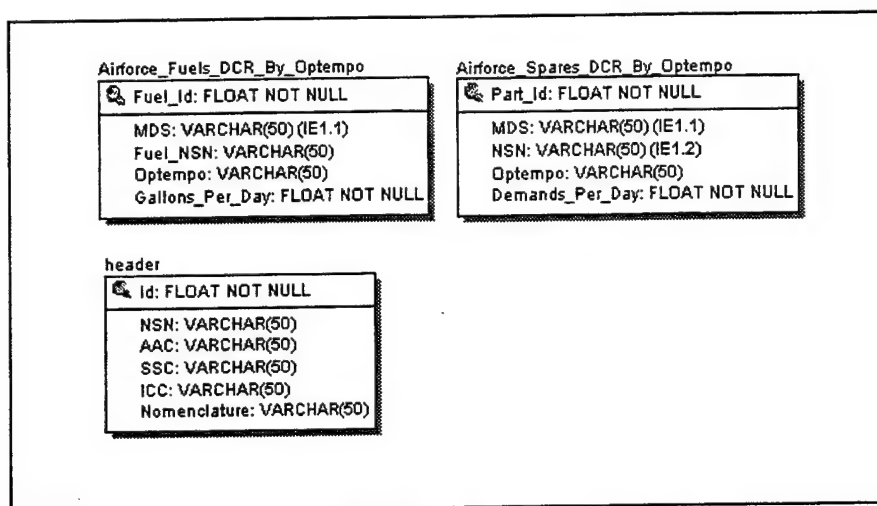 Airforce_Fuels_DCR_By_Optempo
Fuel_Id: FLOAT NOT NULL
MDS: VARCHAR(50) (IE1.1)
Fuel_NSN: VARCHAR(50)
Optempo: VARCHAR(50)
Gallons_Per_Day: FLOAT NOT NULL
Airforce_Spares_DCR_By_Optempo
Part_Id: FLOAT NOT NULL
MDS: VARCHAR(50) (IE1.1)
NSN: VARCHAR(50) (IE1.2)
Optempo: VARCHAR(50)
Demands_Per_Day: FLOAT NOT NULL
header
Id: FLOAT NOT NULL
NSN: VARCHAR(50)
AAC: VARCHAR(50)
SSC: VARCHAR(50)
ICC: VARCHAR(50)
Nomenclature: VARCHAR(50)